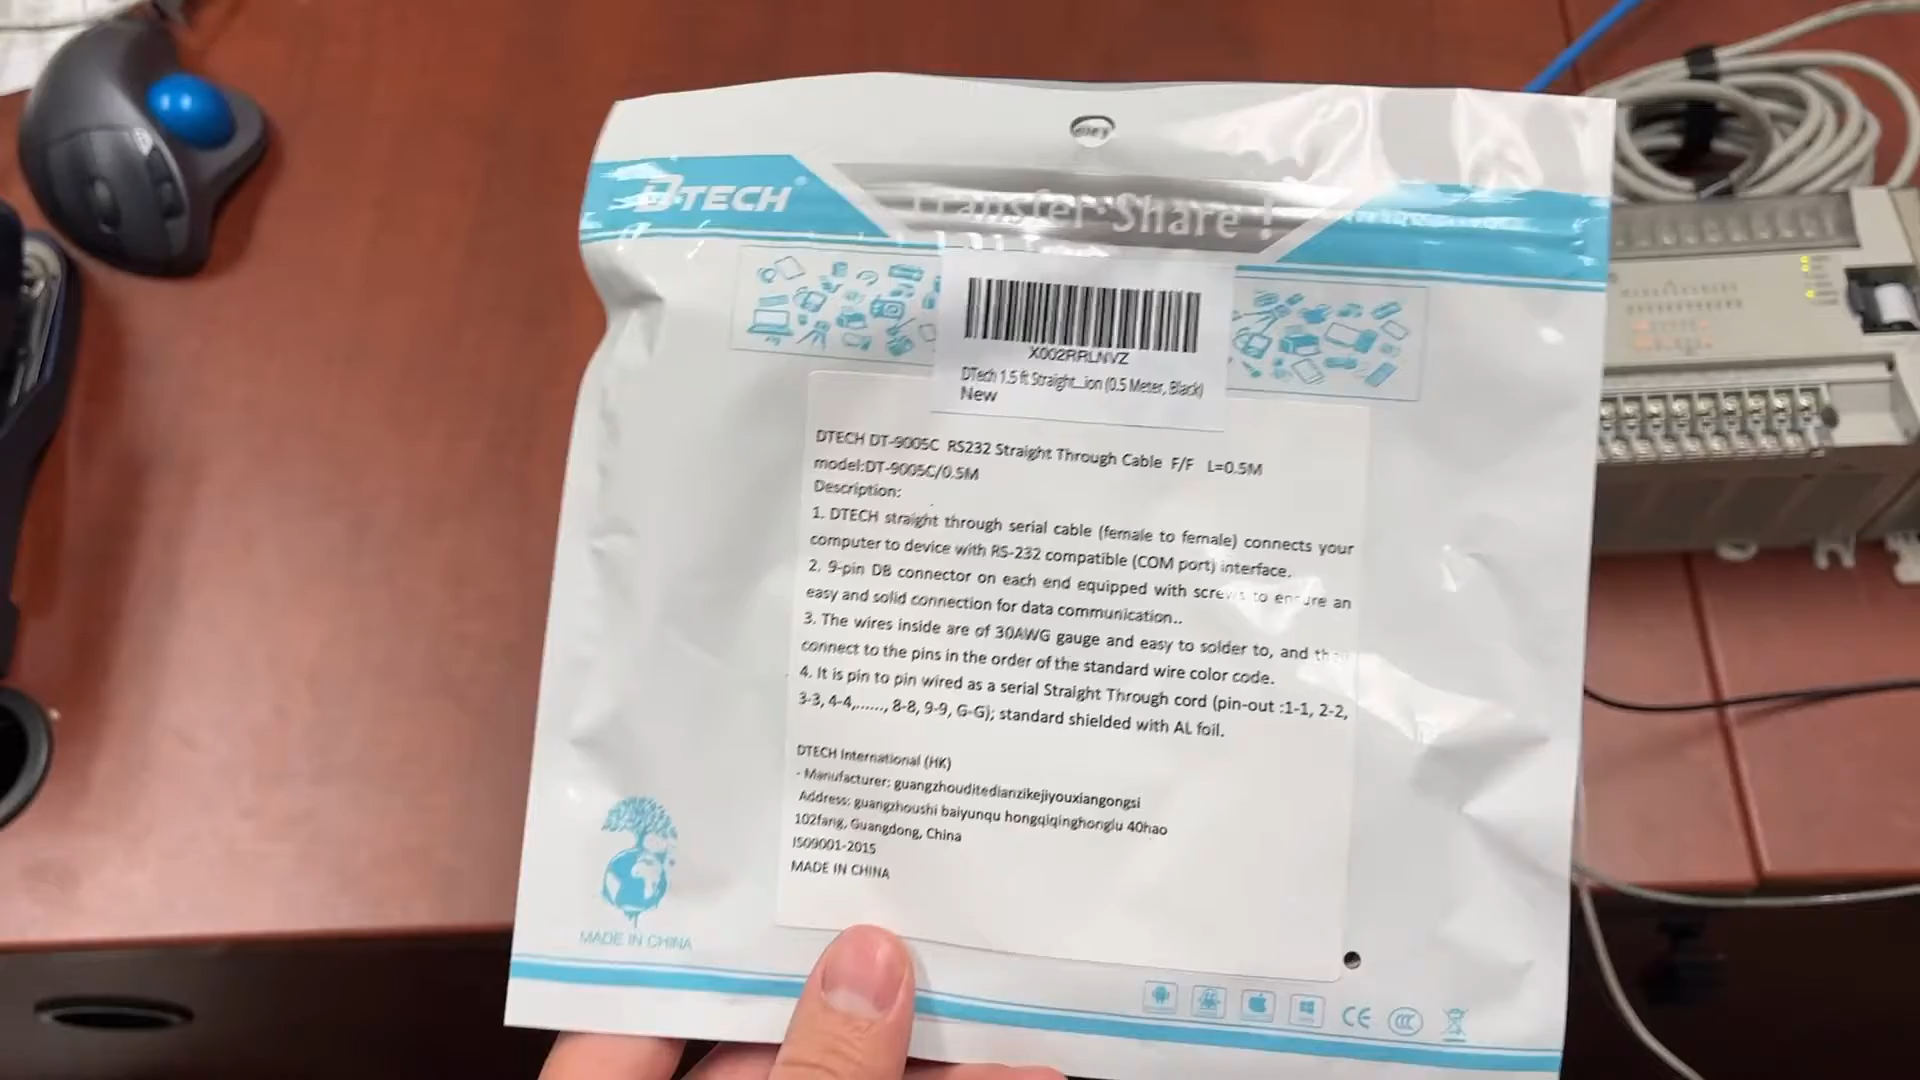 DTECH
Transfer·Share !
X002RRLNVZ
DTech 1.5 ft Straight...ion (0.5 Meter, Black)
New
DTECH DT-9005C RS232 Straight Through Cable F/F L=0.5M
model:DT-9005C/0.5M
Description:
1. DTECH straight through serial cable (female to female) connects your
computer to device with RS-232 compatible (COM port) interface.
2. 9-pin DB connector on each end equipped with screws to ensure an
easy and solid connection for data communication..
3. The wires inside are of 30AWG gauge and easy to solder to, and they
connect to the pins in the order of the standard wire color code.
4. It is pin to pin wired as a serial Straight Through cord (pin-out :1-1, 2-2,
3-3, 4-4,......, 8-8, 9-9, G-G); standard shielded with AL foil.
DTECH International (HK)
- Manufacturer: guangzhouditedianzikejiyouxiangongsi
Address: guangzhoushi baiyunqu hongqiqinghonglu 40hao
102fang, Guangdong, China
IS09001-2015
MADE IN CHINA
MADE IN CHINA
CE